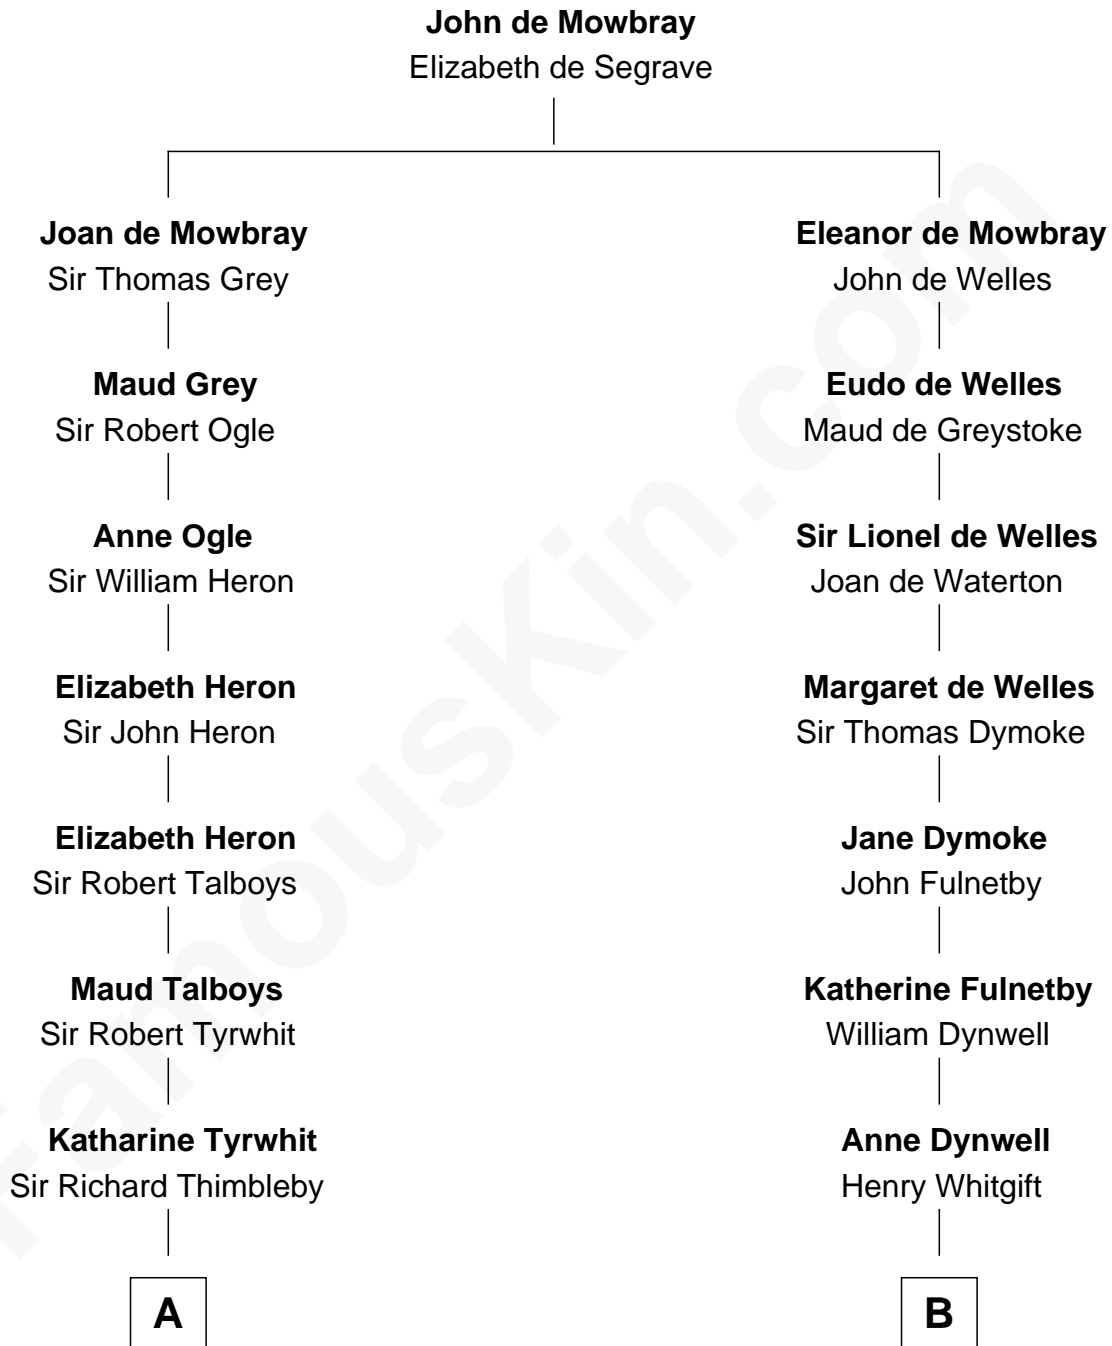 John de Mowbray
Elizabeth de Segrave
Joan de Mowbray
Sir Thomas Grey
Eleanor de Mowbray
John de Welles
Maud Grey
Sir Robert Ogle
Eudo de Welles
Maud de Greystoke
Anne Ogle
Sir William Heron
Sir Lionel de Welles
Joan de Waterton
Elizabeth Heron
Sir John Heron
Margaret de Welles
Sir Thomas Dymoke
Elizabeth Heron
Sir Robert Talboys
Jane Dymoke
John Fulnetby
Maud Talboys
Sir Robert Tyrwhit
Katherine Fulnetby
William Dynwell
Katharine Tyrwhit
Sir Richard Thimbleby
Anne Dynwell
Henry Whitgift
A
B
FamousKin.com